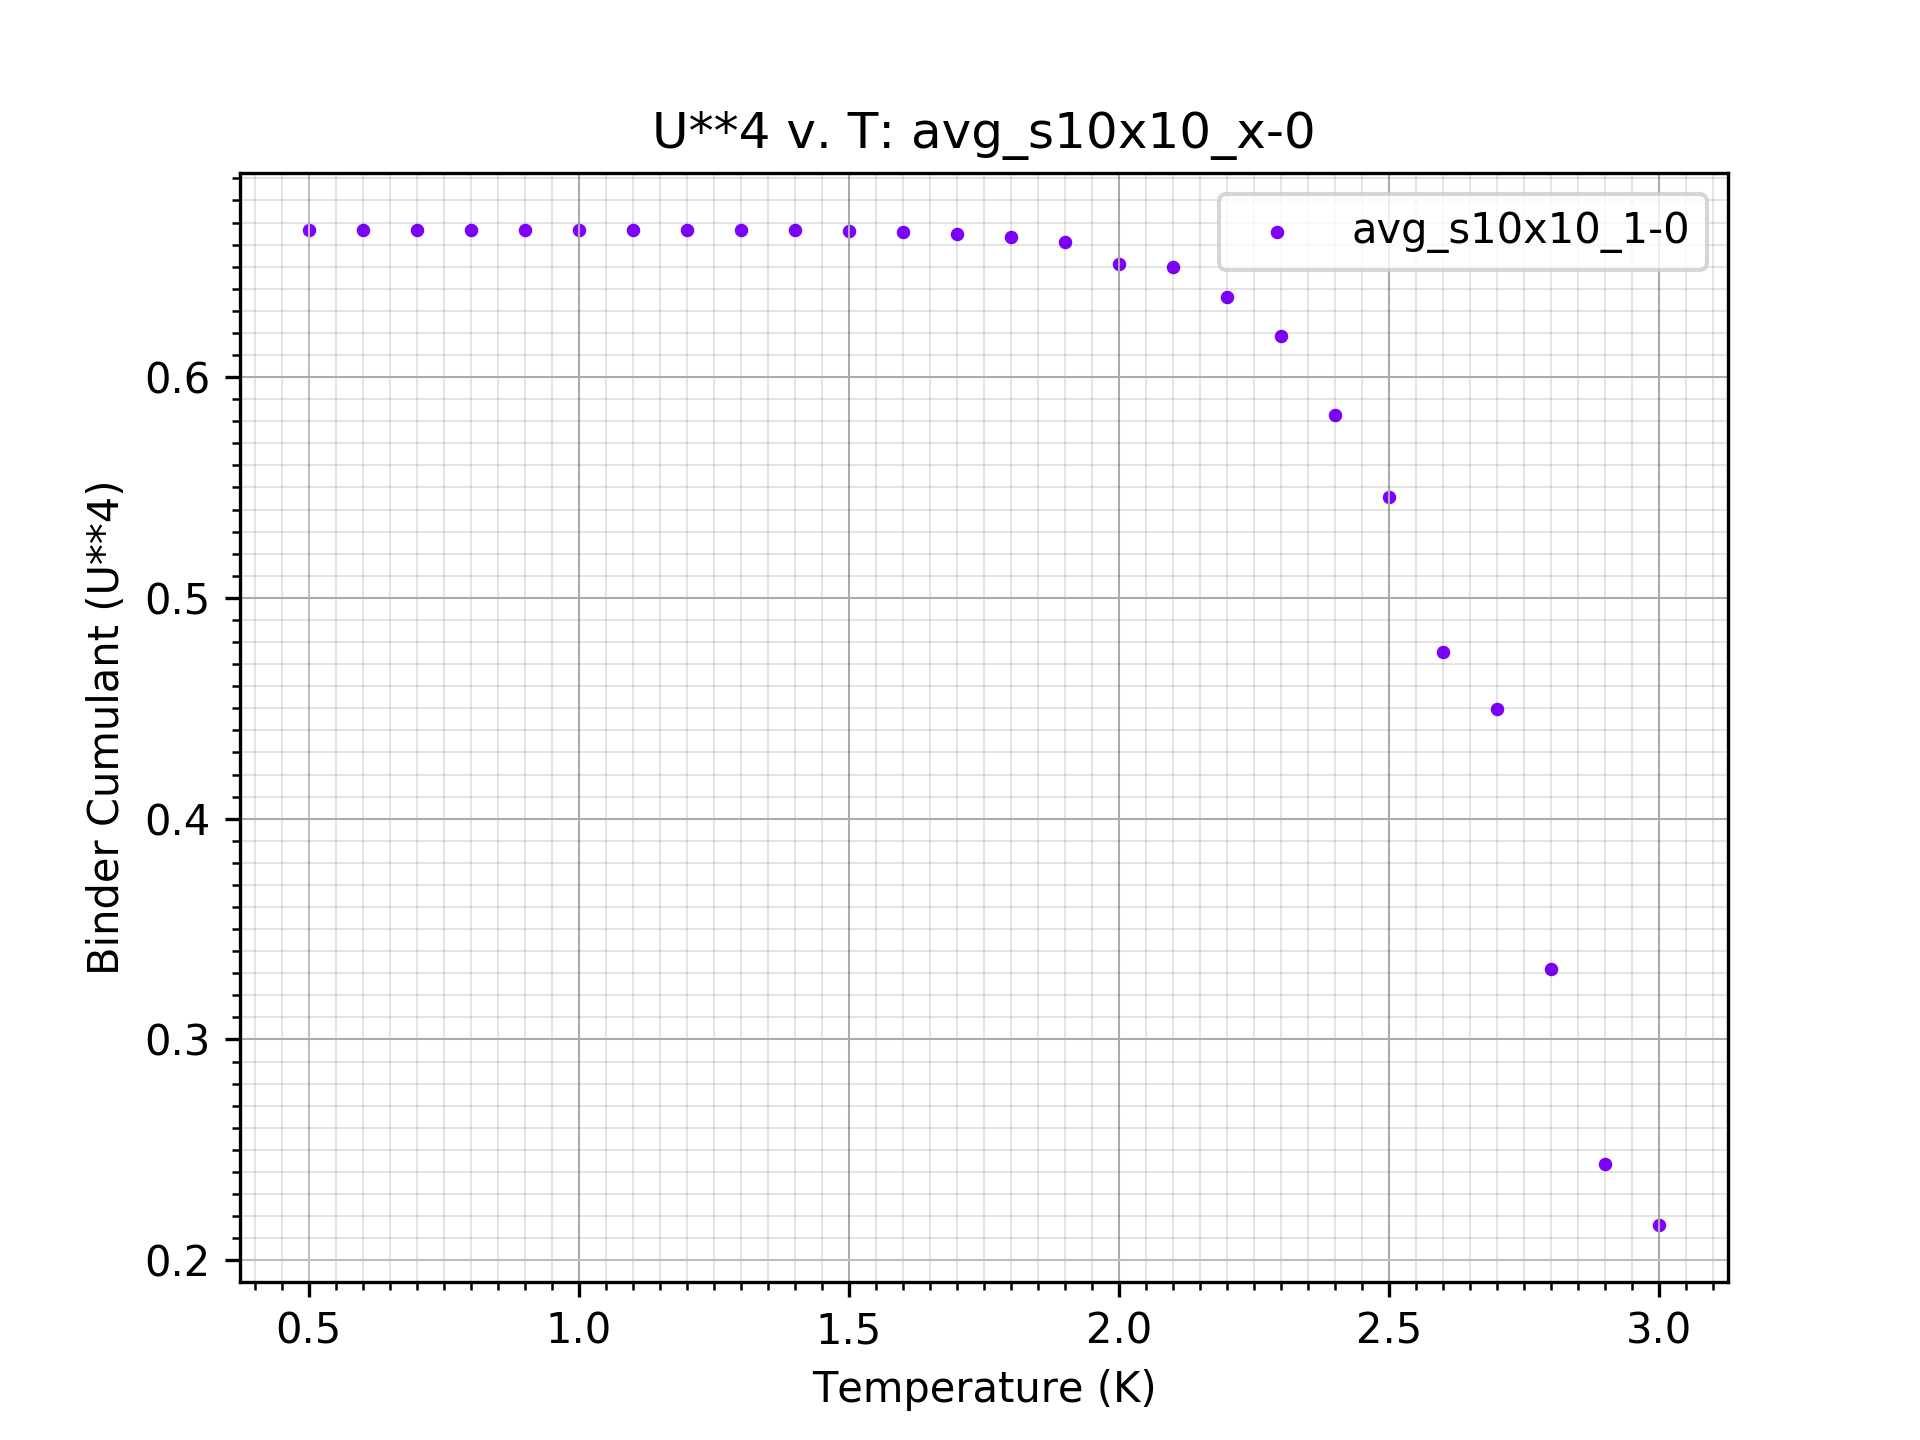 U**4 v. T: avg_s10x10_x-0
avg_s10x10_1-0
Binder Cumulant (U**4)
0.6
0.5
0.4
0.3
0.2
0.5 1.0 1.5 2.0 2.5 3.0
Temperature (K)